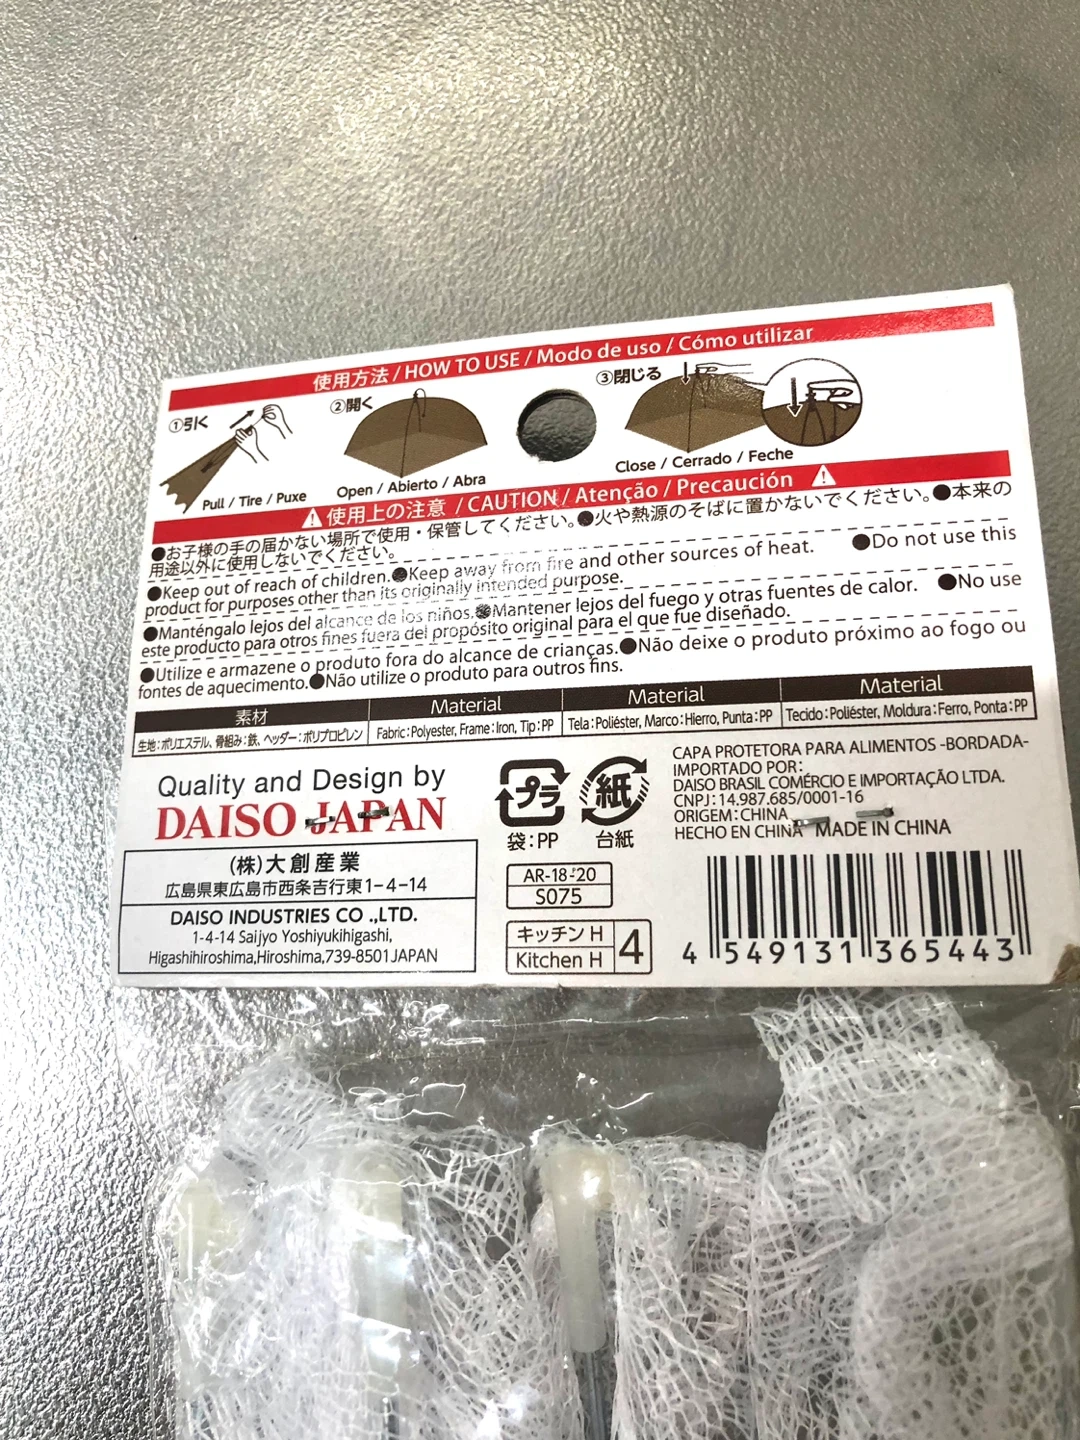 使用方法 / HOW TO USE / Modo de uso / Cómo utilizar
①引く
②開く
③閉じる
Pull / Tire / Puxe
Open / Abierto / Abra
Close / Cerrado / Feche
使用上の注意 / CAUTION / Atenção / Precaución
●お子様の手の届かない場所で使用・保管してください。●火や熱源のそばに置かないでください。●本来の
用途以外に使用しないでください。
●Keep out of reach of children.●Keep away from fire and other sources of heat. ●Do not use this
product for purposes other than its originally intended purpose.
●Manténgalo lejos del alcance de los niños.●Mantener lejos del fuego y otras fuentes de calor. ●No use
este producto para otros fines fuera del propósito original para el que fue diseñado.
●Utilize e armazene o produto fora do alcance de crianças.●Não deixe o produto próximo ao fogo ou
fontes de aquecimento.●Não utilize o produto para outros fins.
素材 Material Material Material
生地:ポリエステル、骨組み:鉄、ヘッダー:ポリプロピレン Fabric:Polyester, Frame:Iron, Tip:PP Tela:Poliéster, Marco:Hierro, Punta:PP Tecido:Poliéster, Moldura:Ferro, Ponta:PP
Quality and Design by
DAISO JAPAN
(株)大創産業
広島県東広島市西条吉行東1-4-14
DAISO INDUSTRIES CO .,LTD.
1-4-14 Saijyo Yoshiyukihigashi,
Higashihiroshima,Hiroshima,739-8501JAPAN
プラ 紙
袋:PP 台紙
AR-18-20
S075
キッチン H
Kitchen H
4
CAPA PROTETORA PARA ALIMENTOS -BORDADA-
IMPORTADO POR:
DAISO BRASIL COMÉRCIO E IMPORTAÇÃO LTDA.
CNPJ:14.987.685/0001-16
ORIGEM:CHINA
HECHO EN CHINA MADE IN CHINA
4 549131 365443